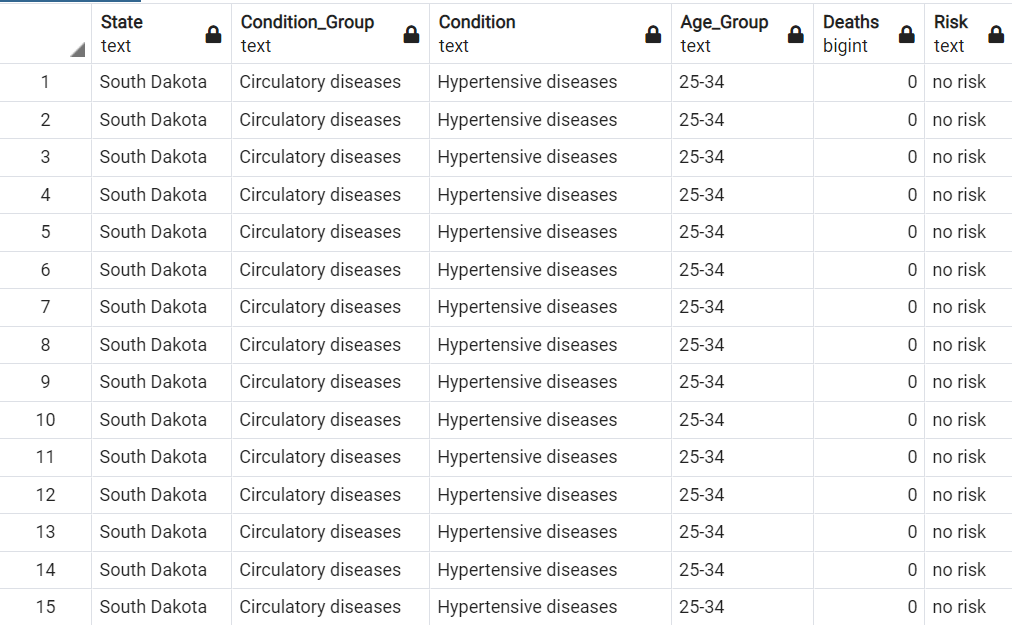 State Condition_Group Condition Age_Group Deaths Risk
text text text text bigint text
1 South Dakota Circulatory diseases Hypertensive diseases 25-34 0 no risk
2 South Dakota Circulatory diseases Hypertensive diseases 25-34 0 no risk
3 South Dakota Circulatory diseases Hypertensive diseases 25-34 0 no risk
4 South Dakota Circulatory diseases Hypertensive diseases 25-34 0 no risk
5 South Dakota Circulatory diseases Hypertensive diseases 25-34 0 no risk
6 South Dakota Circulatory diseases Hypertensive diseases 25-34 0 no risk
7 South Dakota Circulatory diseases Hypertensive diseases 25-34 0 no risk
8 South Dakota Circulatory diseases Hypertensive diseases 25-34 0 no risk
9 South Dakota Circulatory diseases Hypertensive diseases 25-34 0 no risk
10 South Dakota Circulatory diseases Hypertensive diseases 25-34 0 no risk
11 South Dakota Circulatory diseases Hypertensive diseases 25-34 0 no risk
12 South Dakota Circulatory diseases Hypertensive diseases 25-34 0 no risk
13 South Dakota Circulatory diseases Hypertensive diseases 25-34 0 no risk
14 South Dakota Circulatory diseases Hypertensive diseases 25-34 0 no risk
15 South Dakota Circulatory diseases Hypertensive diseases 25-34 0 no risk